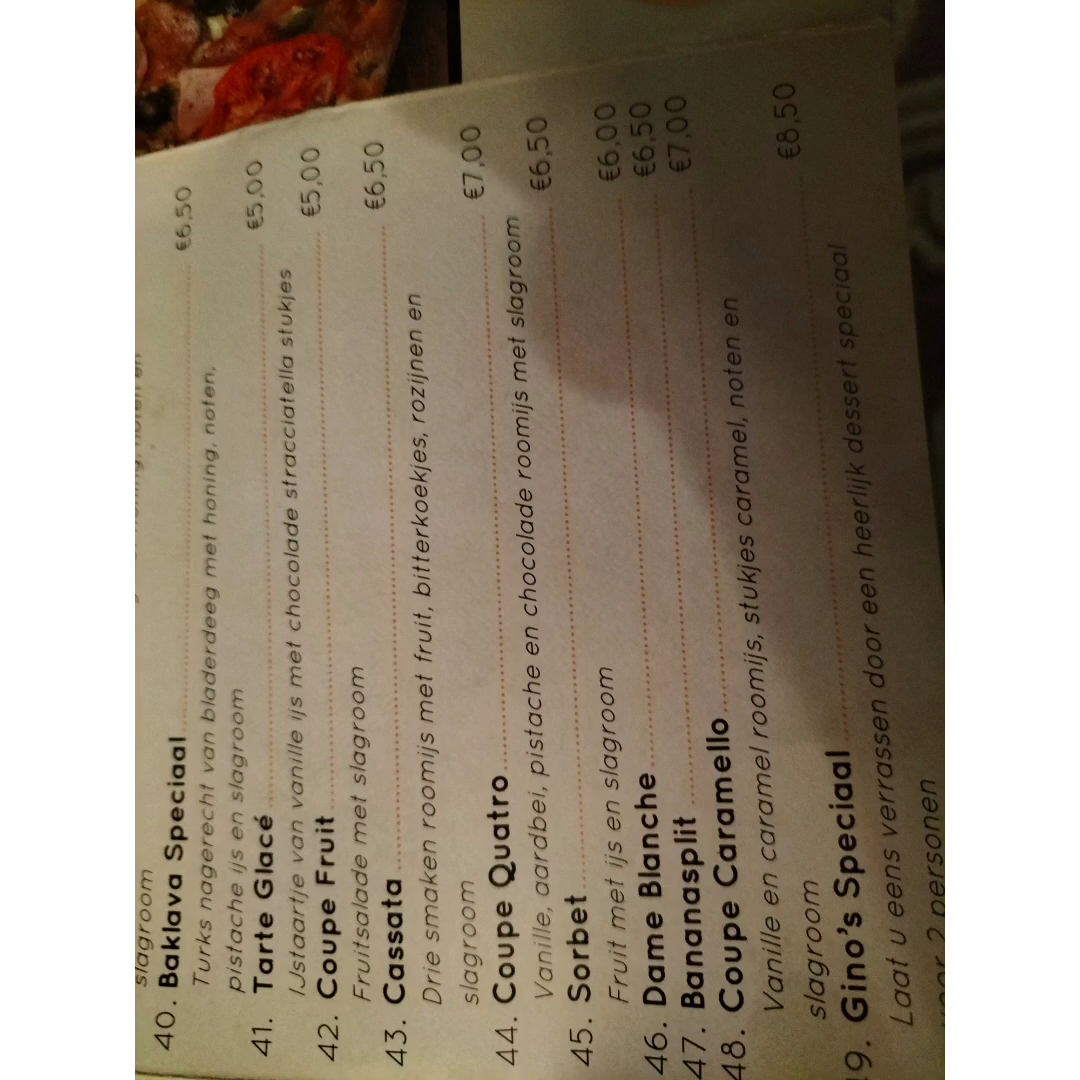 slagroom
40. Baklava Speciaal ........ €6,50
Turks nagerecht van bladerdeeg met honing, noten,
pistache ijs en slagroom
41. Tarte Glacé ........ €5,00
IJstaartje van vanille ijs met chocolade stracciatella stukjes
42. Coupe Fruit ........ €5,00
Fruitsalade met slagroom
43. Cassata ........ €6,50
Drie smaken roomijs met fruit, bitterkoekjes, rozijnen en
slagroom
44. Coupe Quatro ........ €7,00
Vanille, aardbei, pistache en chocolade roomijs met slagroom
45. Sorbet ........ €6,50
Fruit met ijs en slagroom
46. Dame Blanche ........ €6,00
47. Bananasplit ........ €6,50
48. Coupe Caramello ........ €7,00
Vanille en caramel roomijs, stukjes caramel, noten en
slagroom
9. Gino's Speciaal ........ €8,50
Laat u eens verrassen door een heerlijk dessert speciaal
voor 2 personen